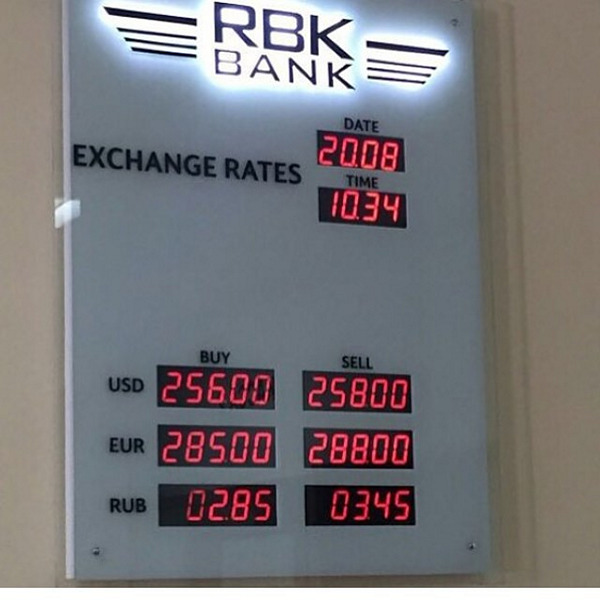 RBK
BANK
DATE
20.08
EXCHANGE RATES
TIME
10.34
BUY SELL
USD 256.00 258.00
EUR 285.00 288.00
RUB 02.85 03.45